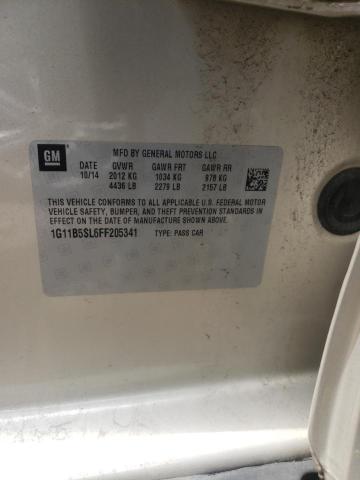 GM
MFD BY GENERAL MOTORS LLC
DATE GVWR GAWR FRT GAWR RR
10/14 2012 KG 1034 KG 978 KG
4436 LB 2279 LB 2157 LB
THIS VEHICLE CONFORMS TO ALL APPLICABLE U.S. FEDERAL MOTOR
VEHICLE SAFETY, BUMPER, AND THEFT PREVENTION STANDARDS IN
EFFECT ON THE DATE OF MANUFACTURE SHOWN ABOVE.
1G11B5SL6FF205341 TYPE: PASS CAR